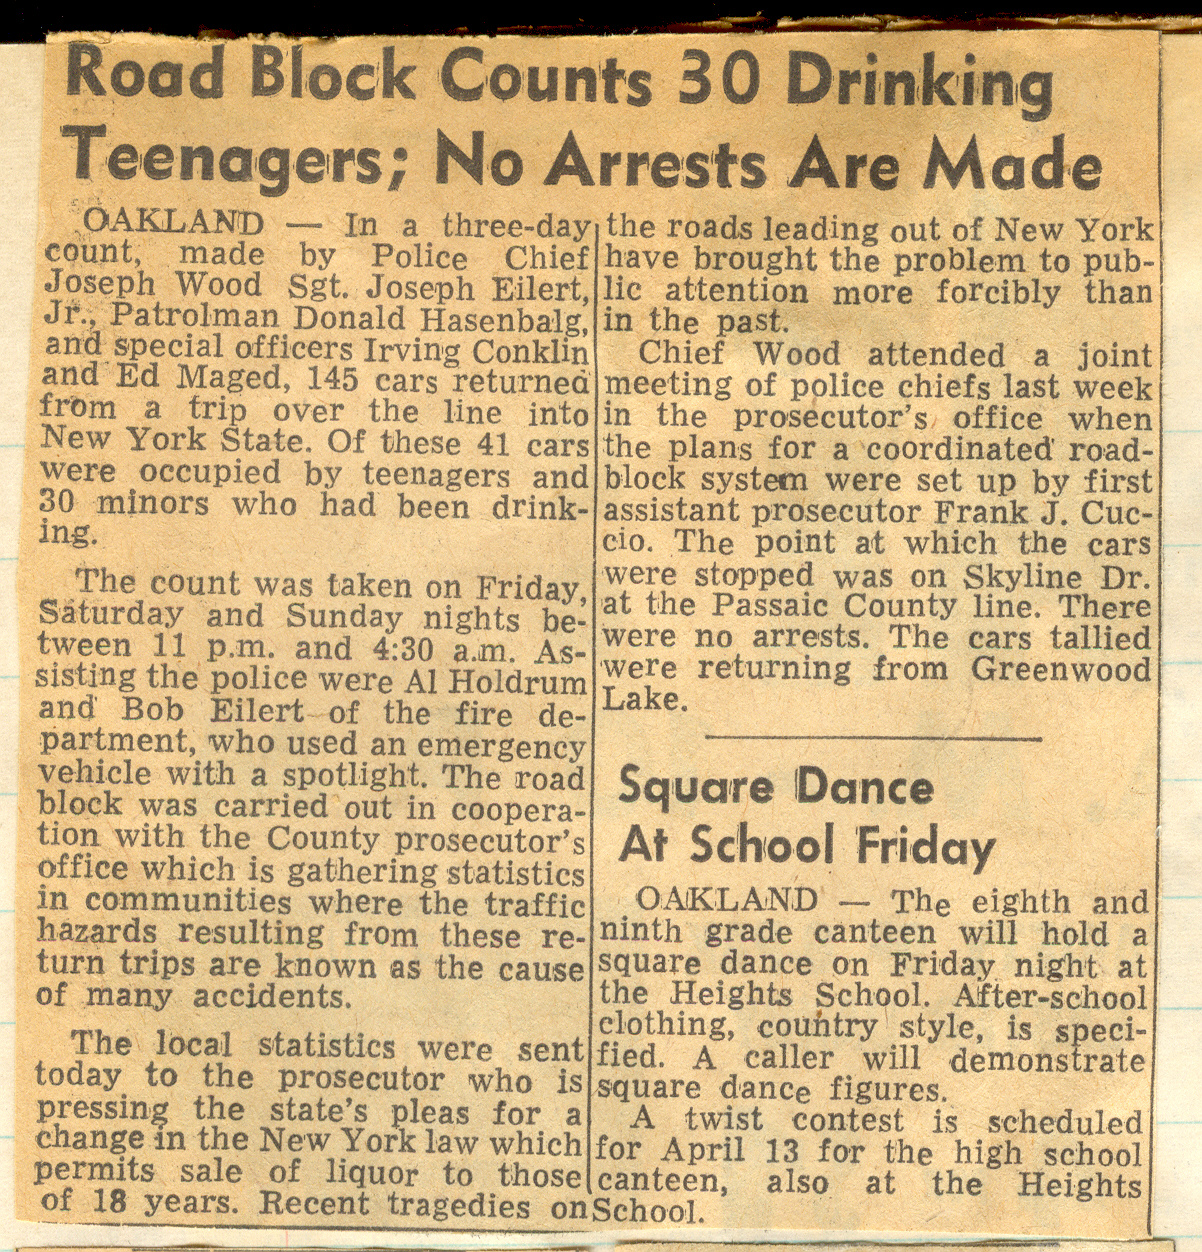 Road Block Counts 30 Drinking
Teenagers; No Arrests Are Made
OAKLAND — In a three-day
count, made by Police Chief
Joseph Wood Sgt. Joseph Eilert,
Jr., Patrolman Donald Hasenbalg,
and special officers Irving Conklin
and Ed Maged, 145 cars returned
from a trip over the line into
New York State. Of these 41 cars
were occupied by teenagers and
30 minors who had been drink-
ing.
The count was taken on Friday,
Saturday and Sunday nights be-
tween 11 p.m. and 4:30 a.m. As-
sisting the police were Al Holdrum
and Bob Eilert of the fire de-
partment, who used an emergency
vehicle with a spotlight. The road
block was carried out in coopera-
tion with the County prosecutor's
office which is gathering statistics
in communities where the traffic
hazards resulting from these re-
turn trips are known as the cause
of many accidents.
The local statistics were sent
today to the prosecutor who is
pressing the state's pleas for a
change in the New York law which
permits sale of liquor to those
of 18 years. Recent tragedies on
the roads leading out of New York
have brought the problem to pub-
lic attention more forcibly than
in the past.
Chief Wood attended a joint
meeting of police chiefs last week
in the prosecutor's office when
the plans for a coordinated road-
block system were set up by first
assistant prosecutor Frank J. Cuc-
cio. The point at which the cars
were stopped was on Skyline Dr.
at the Passaic County line. There
were no arrests. The cars tallied
were returning from Greenwood
Lake.
Square Dance
At School Friday
OAKLAND — The eighth and
ninth grade canteen will hold a
square dance on Friday night at
the Heights School. After-school
clothing, country style, is speci-
fied. A caller will demonstrate
square dance figures.
A twist contest is scheduled
for April 13 for the high school
canteen, also at the Heights
School.